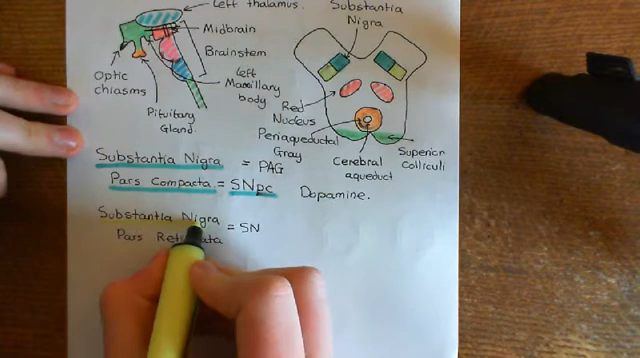 Left thalamus.
Midbrain
Brainstem
Left
Maxillary
body
Optic
chiasms
Pituitary
Gland.
Substantia
Nigra
Red
Nucleus
Periaqueductal
Gray
Cerebral
aqueduct
Superior
Colliculi
= PAG
Substantia Nigra
Pars Compacta = SNpc
Dopamine.
Substantia Nigra
Pars = SN